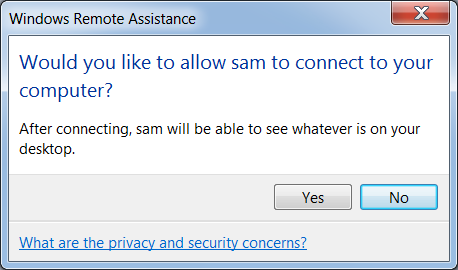 Windows Remote Assistance
Would you like to allow sam to connect to your
computer?
After connecting, sam will be able to see whatever is on your
desktop.
Yes
No
What are the privacy and security concerns?